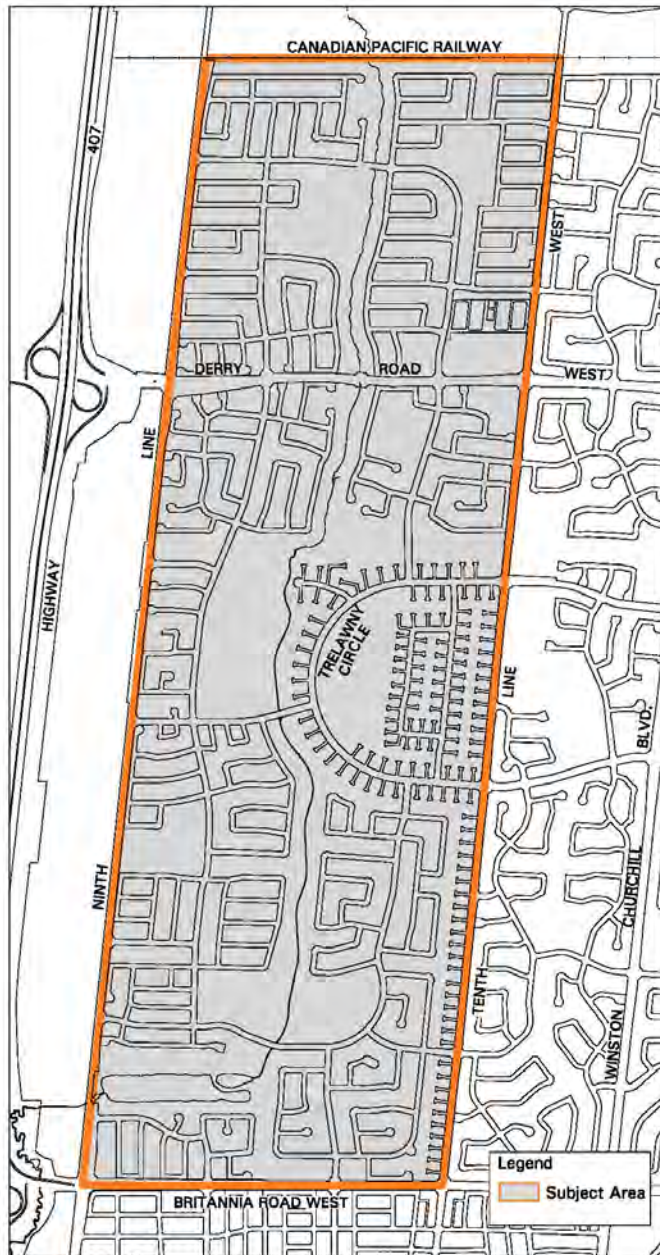 CANADIAN PACIFIC RAILWAY
407
WEST
DERRY ROAD WEST
LINE
HIGHWAY
TRELAWNY
CIRCLE
LINE
BLVD.
CHURCHILL
NINTH
TENTH
WINSTON
BRITANNIA ROAD WEST
Legend
Subject Area